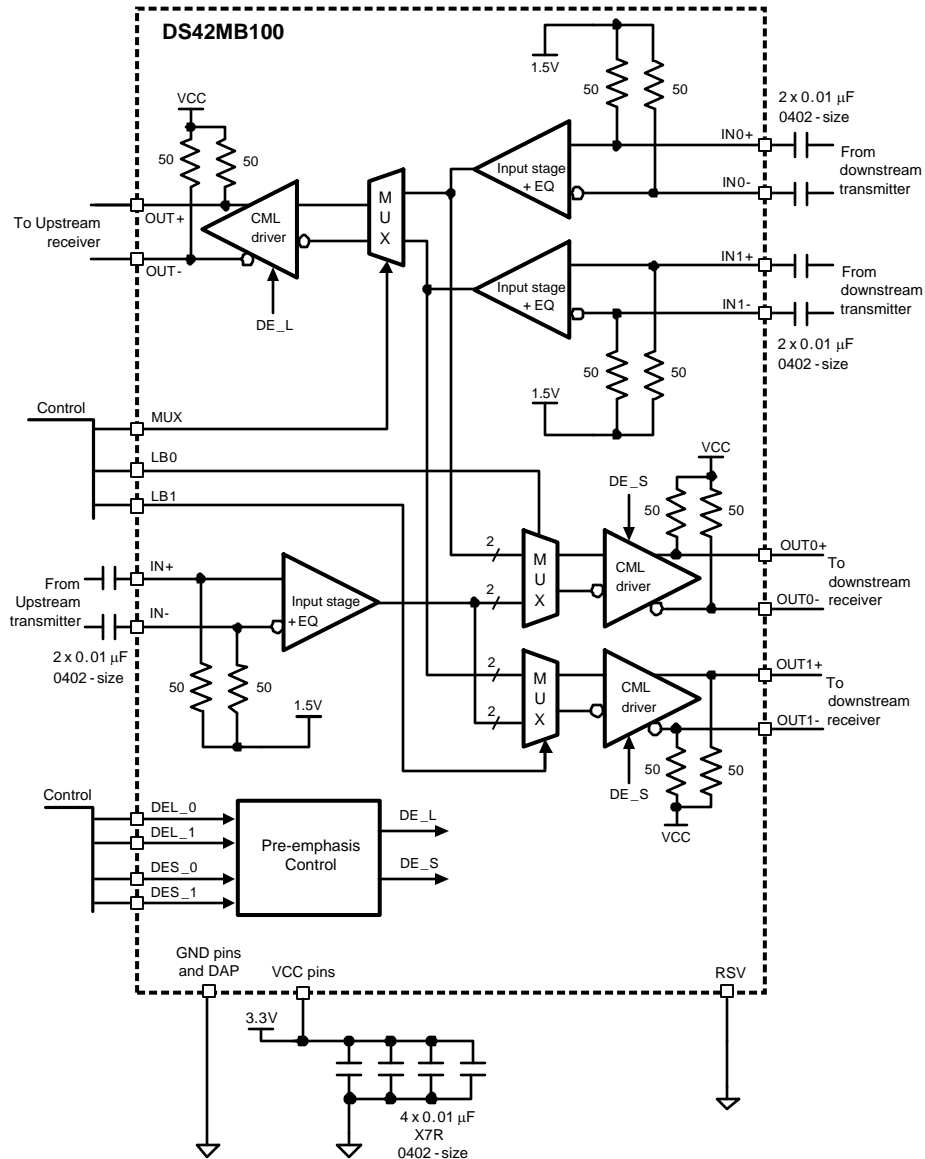 DS42MB100
1.5V
50
50
2 x 0.01 µF
0402 - size
VCC
IN0+
From
downstream
transmitter
50
50
Input stage
+ EQ
IN0-
M
U
X
CML
driver
OUT+
To Upstream
receiver
OUT-
IN1+
From
downstream
transmitter
Input stage
+ EQ
IN1-
DE_L
2 x 0.01 µF
0402 - size
50
50
1.5V
Control
MUX
VCC
LB0
DE_S
LB1
50
50
2
M
U
X
CML
driver
OUT0+
To
downstream
receiver
OUT0-
2
IN+
From
Upstream
transmitter
IN-
Input stage
+ EQ
2 x 0.01 µF
0402 - size
50
50
1.5V
2
M
U
X
CML
driver
OUT1+
To
downstream
receiver
OUT1-
2
DE_S
50
50
VCC
Control
DEL_0
DEL_1
DES_0
DES_1
Pre-emphasis
Control
DE_L
DE_S
GND pins
and DAP
VCC pins
RSV
3.3V
4 x 0.01 µF
X7R
0402 - size